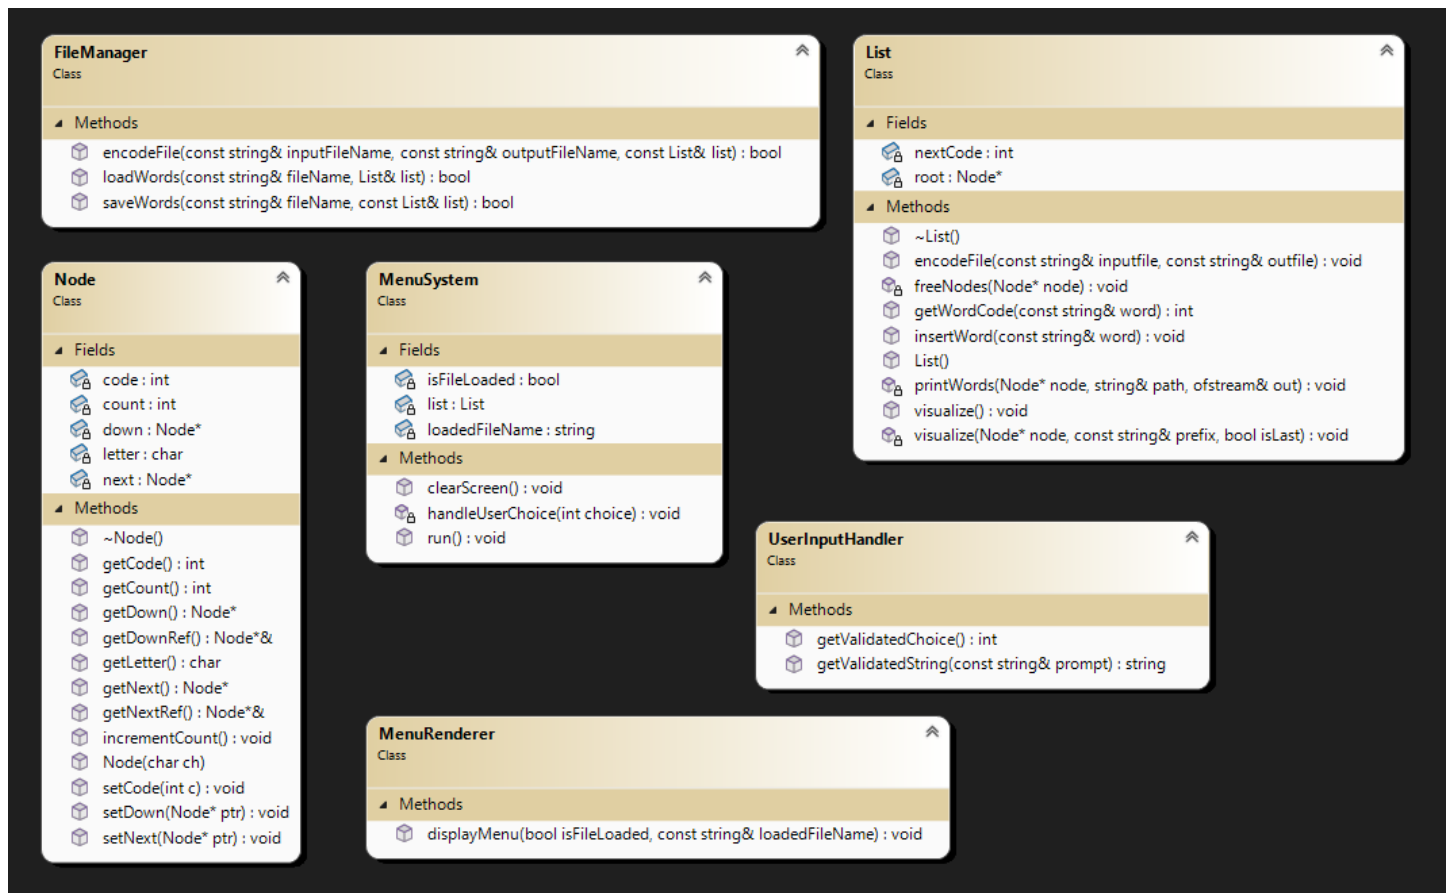 FileManager
Class
Methods
encodeFile(const string& inputFileName, const string& outputFileName, const List& list) : bool
loadWords(const string& fileName, List& list) : bool
saveWords(const string& fileName, const List& list) : bool
List
Class
Fields
nextCode : int
root : Node*
Methods
~List()
encodeFile(const string& inputfile, const string& outfile) : void
freeNodes(Node* node) : void
getWordCode(const string& word) : int
insertWord(const string& word) : void
List()
printWords(Node* node, string& path, ofstream& out) : void
visualize() : void
visualize(Node* node, const string& prefix, bool isLast) : void
Node
Class
Fields
code : int
count : int
down : Node*
letter : char
next : Node*
Methods
~Node()
getCode() : int
getCount() : int
getDown() : Node*
getDownRef() : Node*&
getLetter() : char
getNext() : Node*
getNextRef() : Node*&
incrementCount() : void
Node(char ch)
setCode(int c) : void
setDown(Node* ptr) : void
setNext(Node* ptr) : void
MenuSystem
Class
Fields
isFileLoaded : bool
list : List
loadedFileName : string
Methods
clearScreen() : void
handleUserChoice(int choice) : void
run() : void
UserInputHandler
Class
Methods
getValidatedChoice() : int
getValidatedString(const string& prompt) : string
MenuRenderer
Class
Methods
displayMenu(bool isFileLoaded, const string& loadedFileName) : void